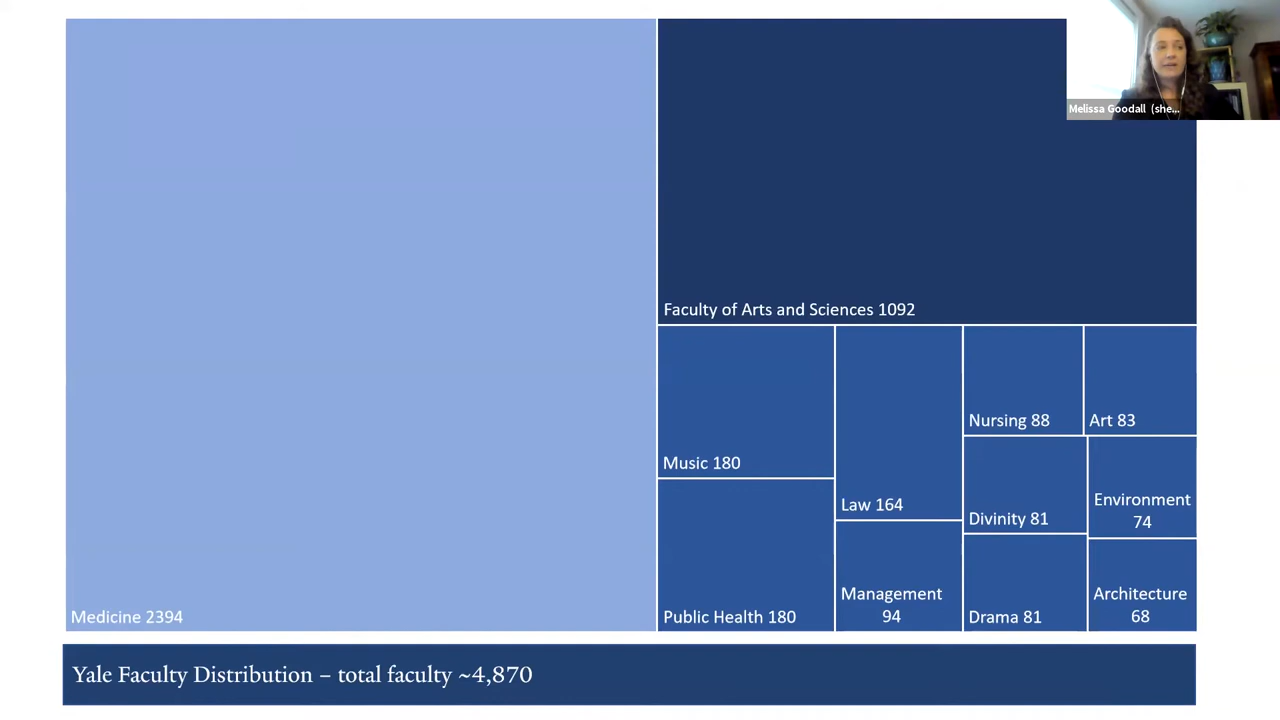 Melissa Goodall (she...
Faculty of Arts and Sciences 1092
Nursing 88
Art 83
Music 180
Law 164
Divinity 81
Environment
74
Medicine 2394
Public Health 180
Management
94
Drama 81
Architecture
68
Yale Faculty Distribution – total faculty ~4,870